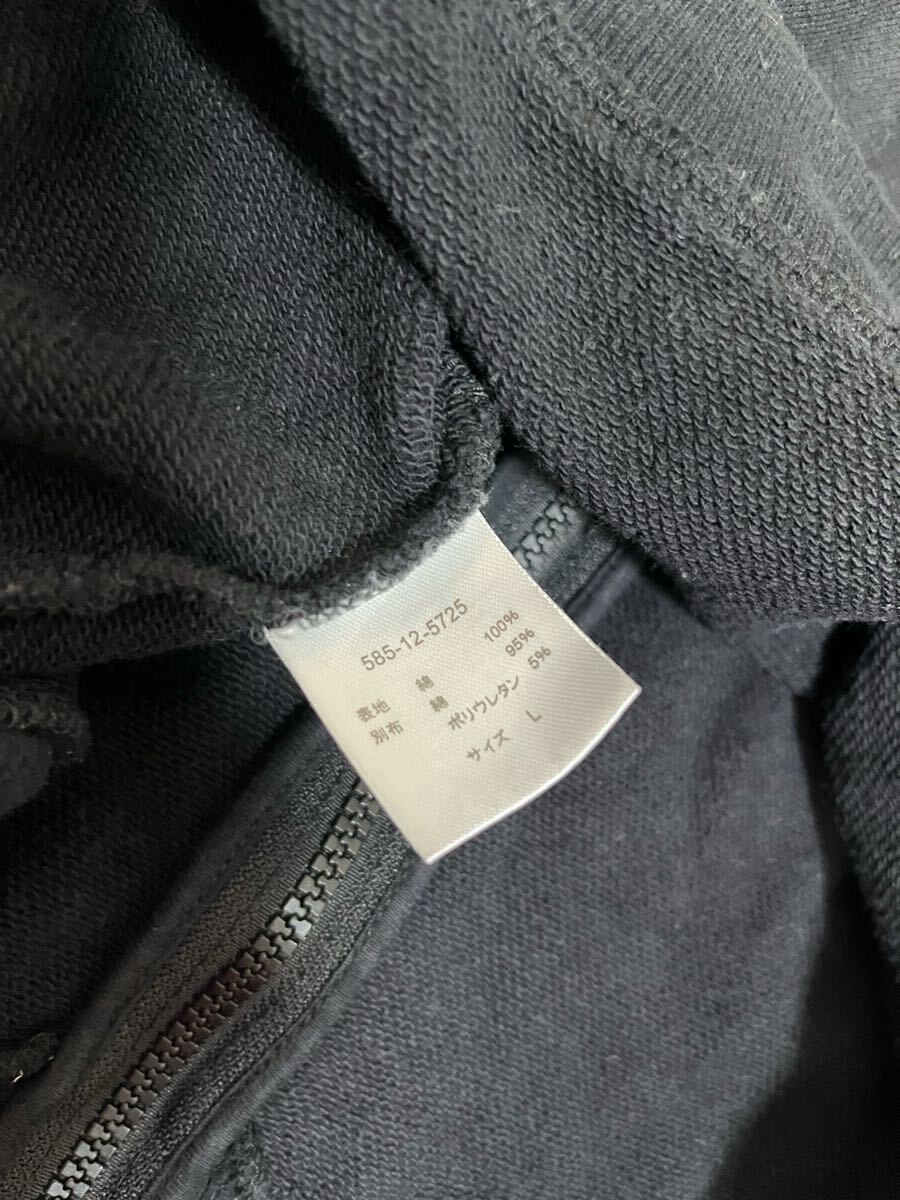 585-12-5725
表地 綿 100%
別布 綿 95%
ポリウレタン 5%
サイズ L